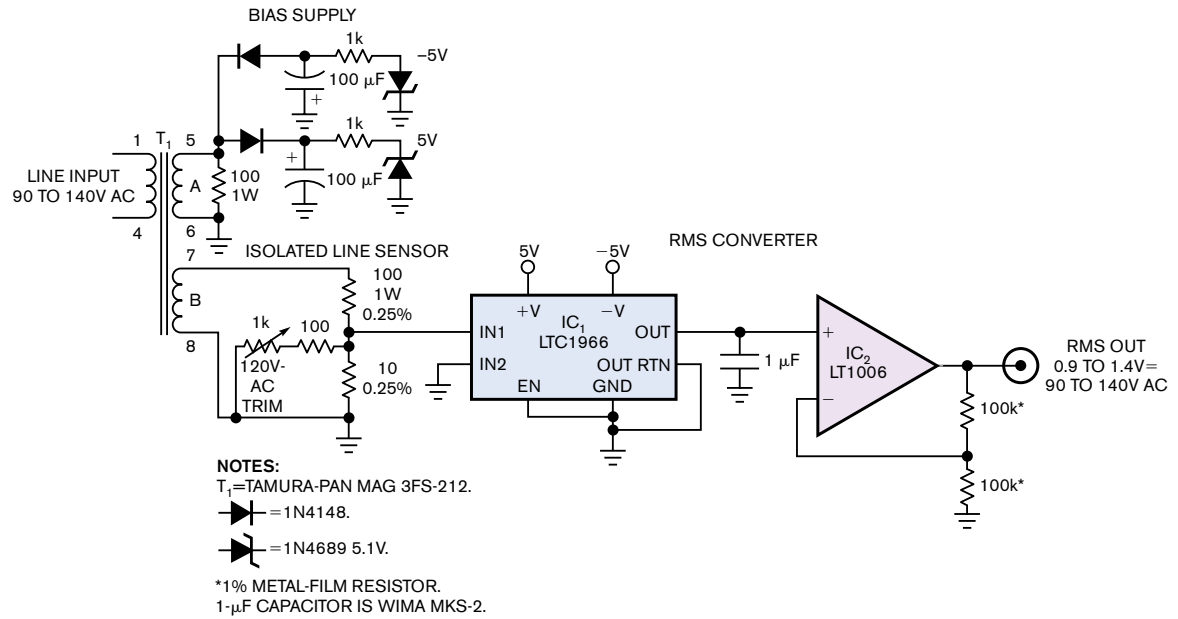 BIAS SUPPLY
1k
−5V
100 µF
+
1k
5V
+
100 µF
1
T1
5
LINE INPUT
90 TO 140V AC
A
100
1W
4
6
7
ISOLATED LINE SENSOR
B
8
100
1W
0.25%
1k
100
120V-
AC
TRIM
10
0.25%
RMS CONVERTER
5V
−5V
+V
−V
IN1
IC1
LTC1966
OUT
IN2
OUT RTN
EN
GND
1 µF
+
IC2
LT1006
−
RMS OUT
0.9 TO 1.4V=
90 TO 140V AC
100k*
100k*
NOTES:
T1=TAMURA-PAN MAG 3FS-212.
=1N4148.
=1N4689 5.1V.
*1% METAL-FILM RESISTOR.
1-µF CAPACITOR IS WIMA MKS-2.